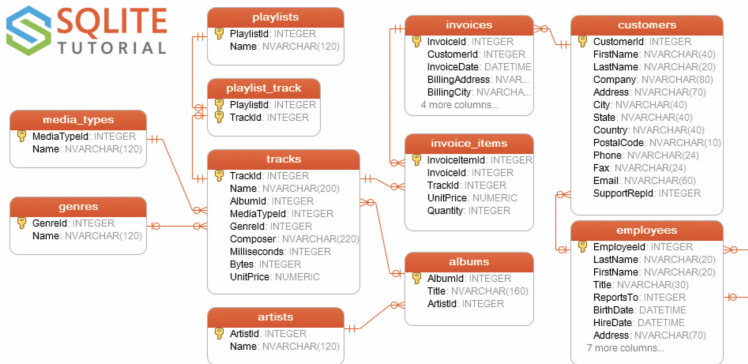 SQLITE
TUTORIAL
playlists
PlaylistId: INTEGER
Name: NVARCHAR(120)
playlist_track
PlaylistId: INTEGER
TrackId: INTEGER
media_types
MediaTypeId: INTEGER
Name: NVARCHAR(120)
genres
GenreId: INTEGER
Name: NVARCHAR(120)
tracks
TrackId: INTEGER
Name: NVARCHAR(200)
AlbumId: INTEGER
MediaTypeId: INTEGER
GenreId: INTEGER
Composer: NVARCHAR(220)
Milliseconds: INTEGER
Bytes: INTEGER
UnitPrice: NUMERIC
artists
ArtistId: INTEGER
Name: NVARCHAR(120)
invoices
InvoiceId: INTEGER
CustomerId: INTEGER
InvoiceDate: DATETIME
BillingAddress: NVAR...
BillingCity: NVARCHA...
4 more columns...
invoice_items
InvoiceItemId: INTEGER
InvoiceId: INTEGER
TrackId: INTEGER
UnitPrice: NUMERIC
Quantity: INTEGER
albums
AlbumId: INTEGER
Title: NVARCHAR(160)
ArtistId: INTEGER
customers
CustomerId: INTEGER
FirstName: NVARCHAR(40)
LastName: NVARCHAR(20)
Company: NVARCHAR(80)
Address: NVARCHAR(70)
City: NVARCHAR(40)
State: NVARCHAR(40)
Country: NVARCHAR(40)
PostalCode: NVARCHAR(10)
Phone: NVARCHAR(24)
Fax: NVARCHAR(24)
Email: NVARCHAR(60)
SupportRepId: INTEGER
employees
EmployeeId: INTEGER
LastName: NVARCHAR(20)
FirstName: NVARCHAR(20)
Title: NVARCHAR(30)
ReportsTo: INTEGER
BirthDate: DATETIME
HireDate: DATETIME
Address: NVARCHAR(70)
7 more columns...